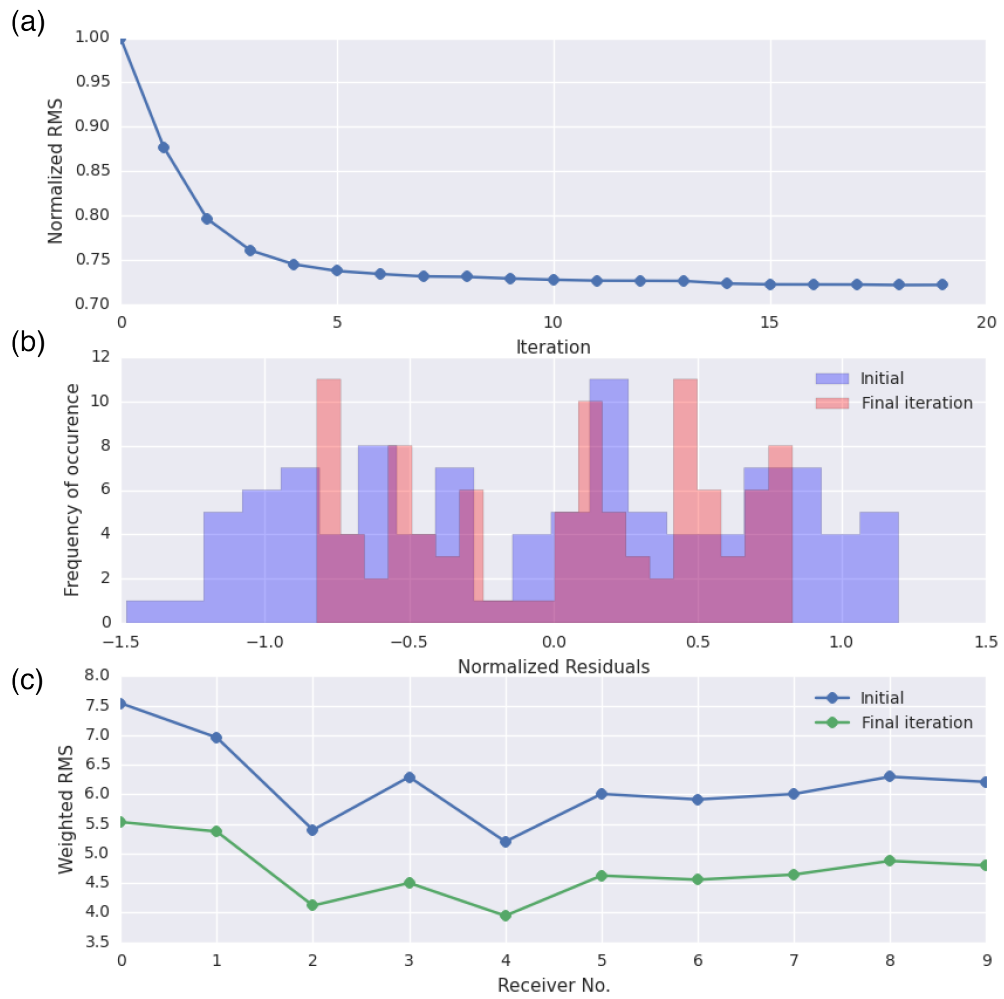 (a)
1.00
0.95
0.90
0.85
0.80
0.75
0.70
Normalized RMS
0 5 10 15 20
Iteration
(b)
12
10
8
6
4
2
0
Frequency of occurence
Initial
Final iteration
−1.5 −1.0 −0.5 0.0 0.5 1.0 1.5
Normalized Residuals
(c)
8.0
7.5
7.0
6.5
6.0
5.5
5.0
4.5
4.0
3.5
Weighted RMS
Initial
Final iteration
0 1 2 3 4 5 6 7 8 9
Receiver No.